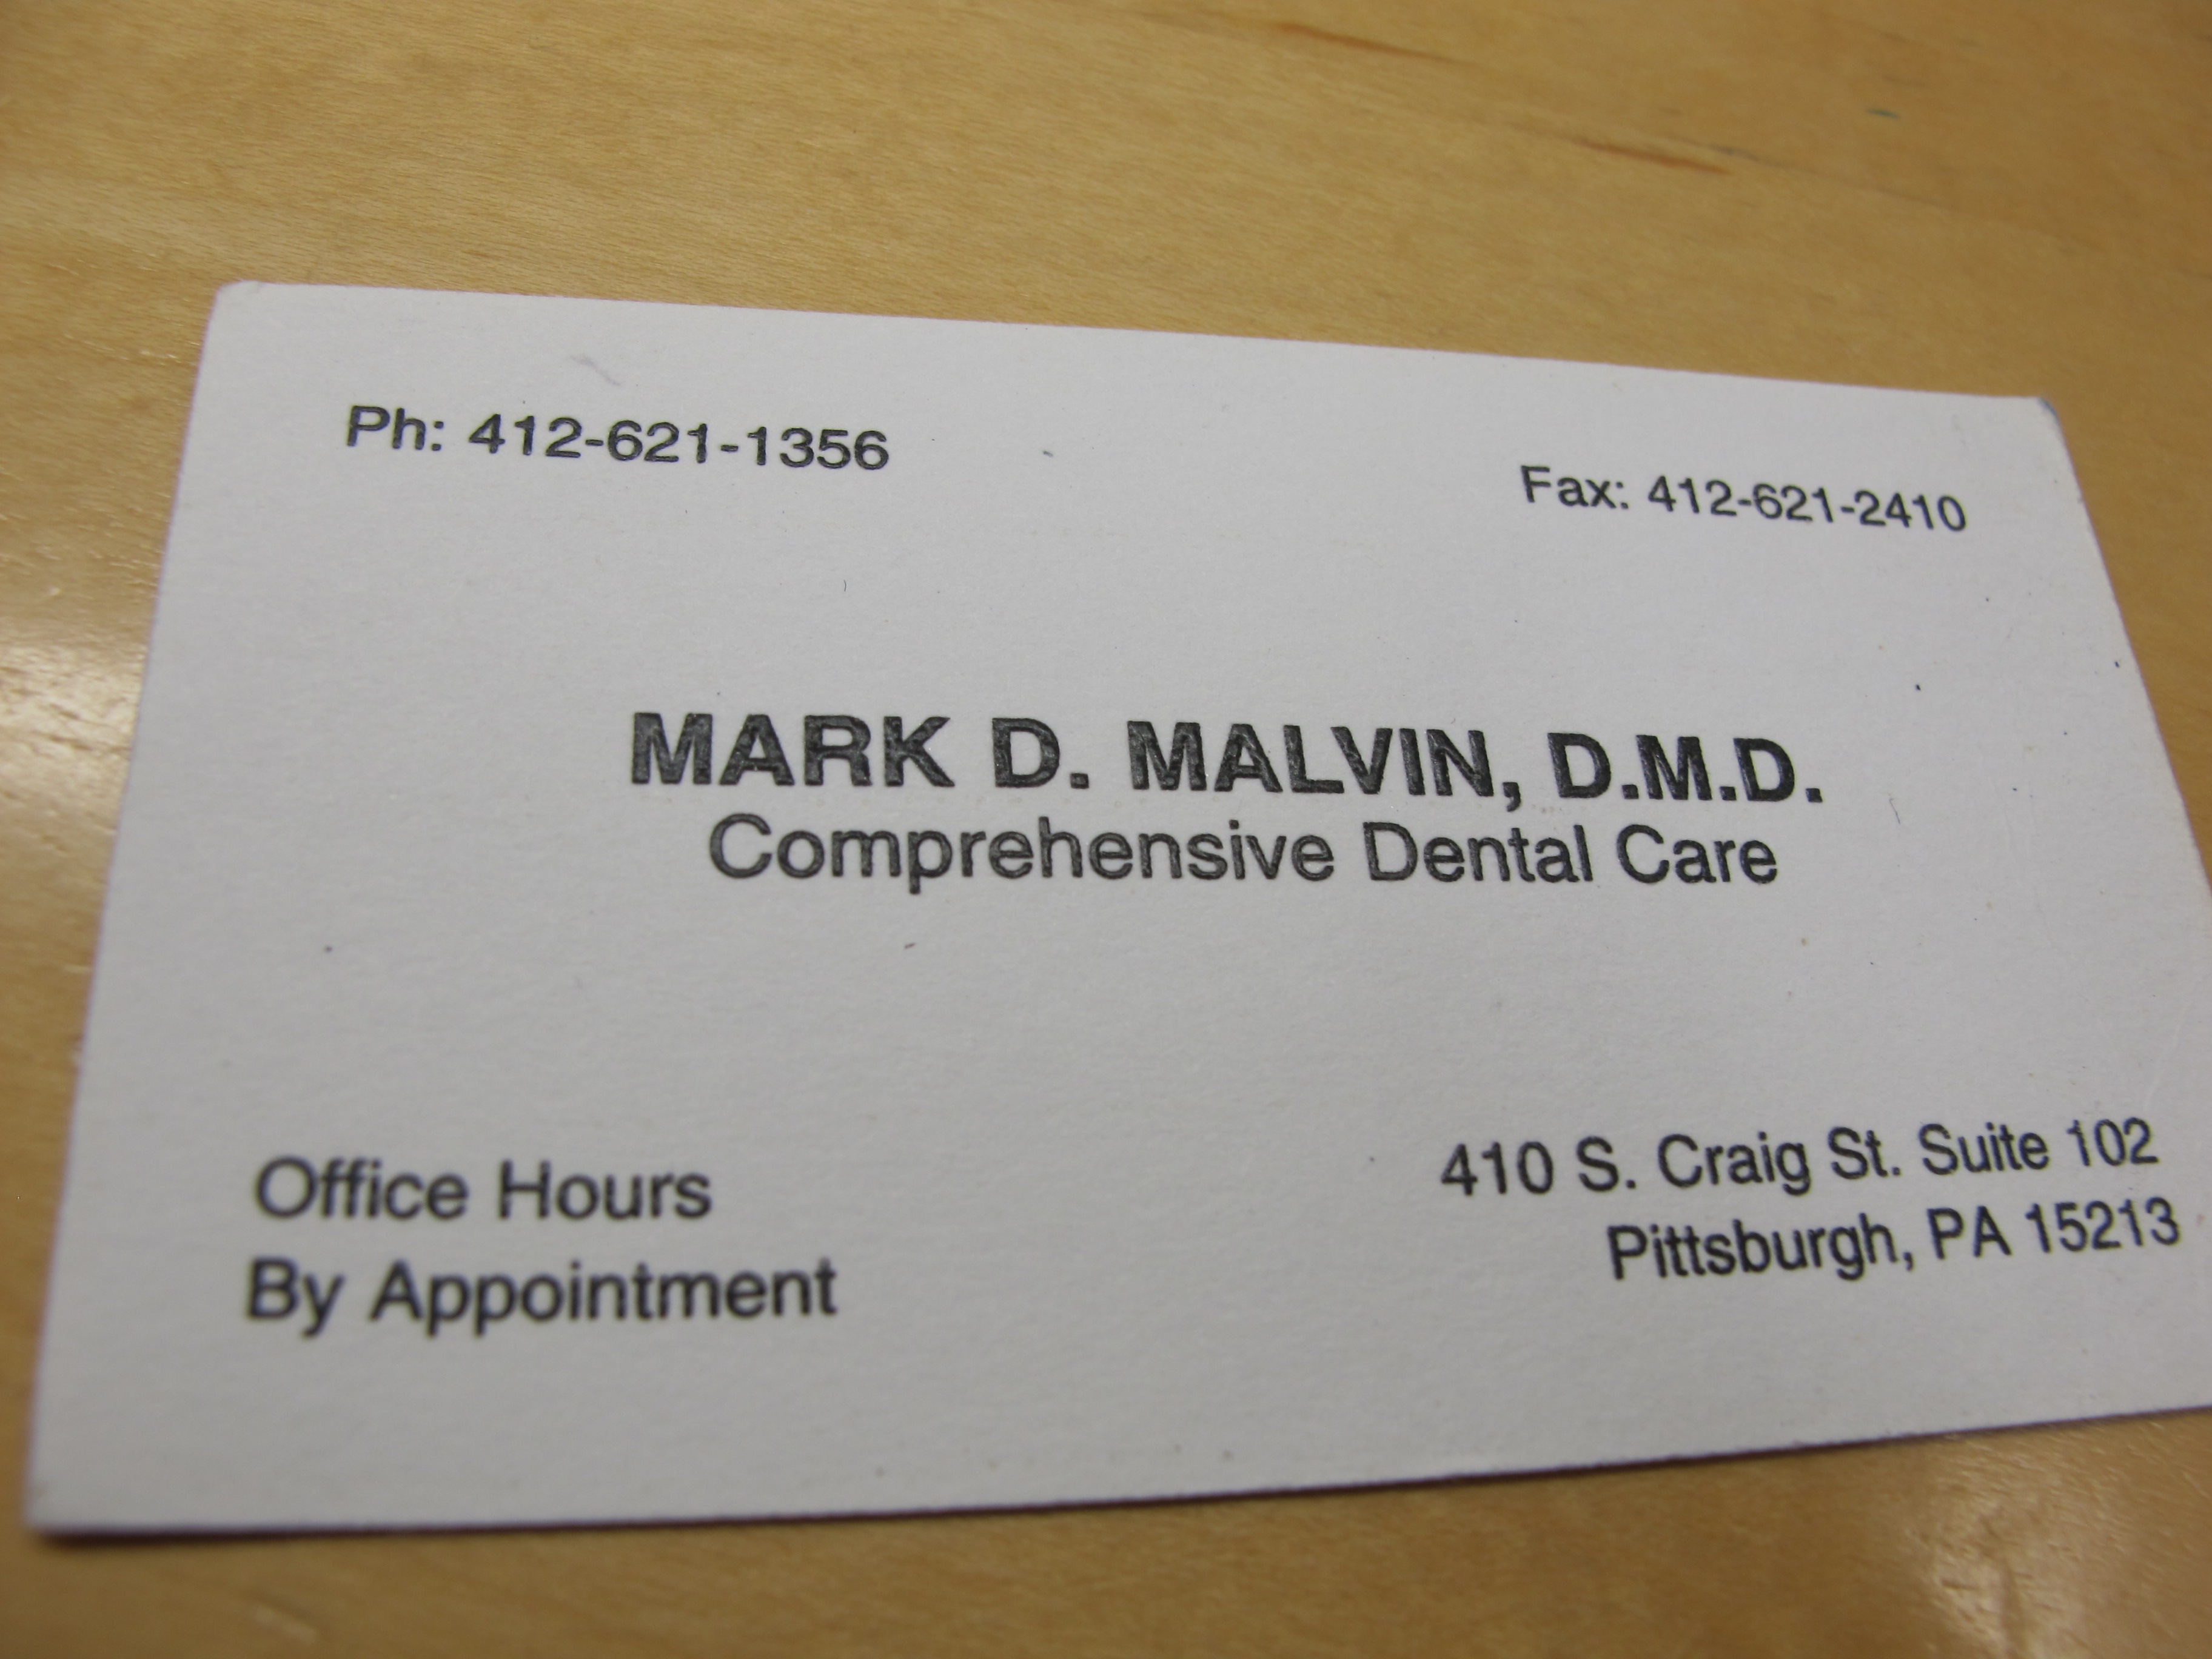 Ph: 412-621-1356
Fax: 412-621-2410
MARK D. MALVIN, D.M.D.
Comprehensive Dental Care
Office Hours
By Appointment
410 S. Craig St. Suite 102
Pittsburgh, PA 15213